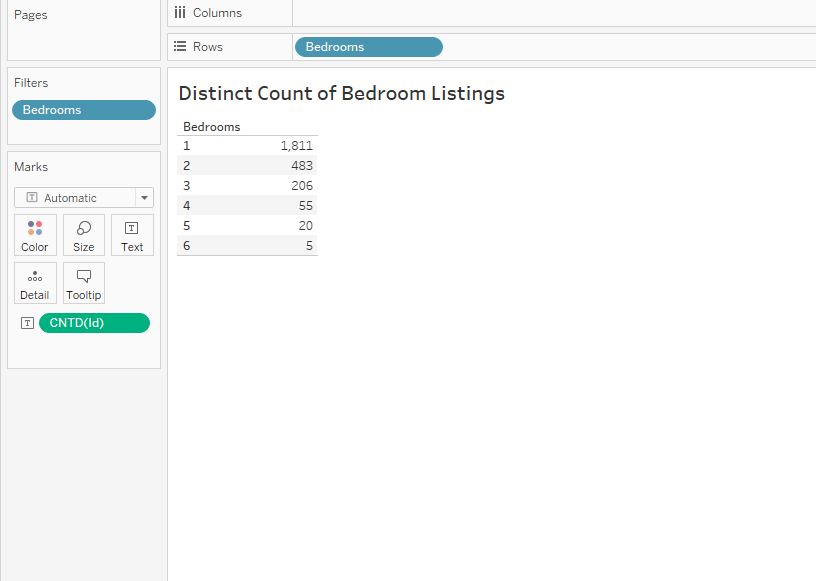 Pages
Columns
Rows
Bedrooms
Filters
Bedrooms
Marks
T Automatic
Color Size Text
Detail Tooltip
T CNTD(Id)
Distinct Count of Bedroom Listings
Bedrooms
1 1,811
2 483
3 206
4 55
5 20
6 5